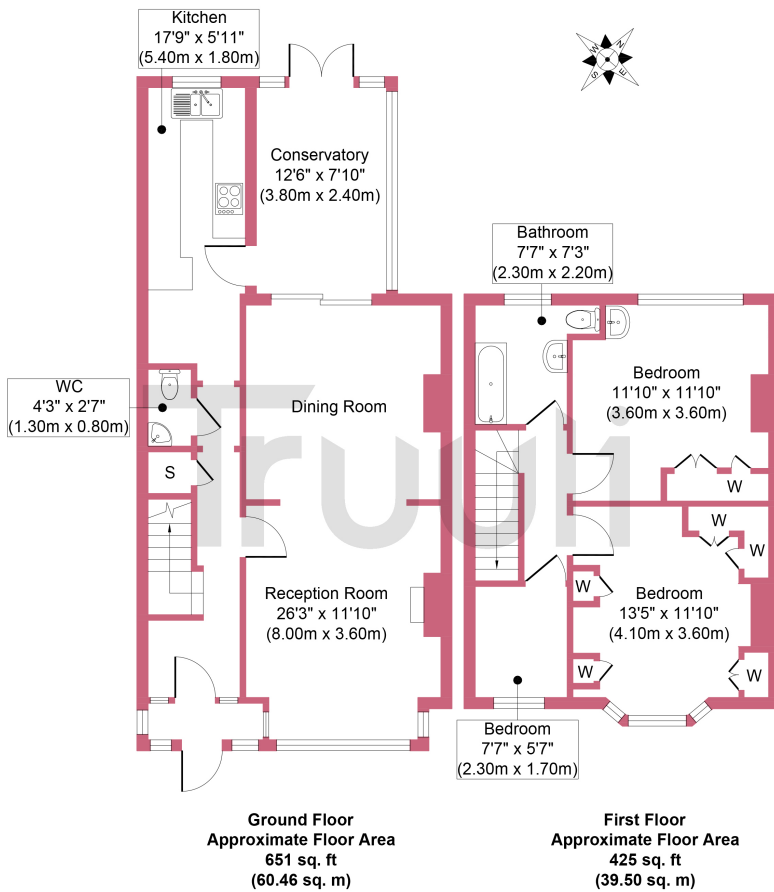 Kitchen
17'9" x 5'11"
(5.40m x 1.80m)
N
W
E
S
Conservatory
12'6" x 7'10"
(3.80m x 2.40m)
Bathroom
7'7" x 7'3"
(2.30m x 2.20m)
WC
4'3" x 2'7"
(1.30m x 0.80m)
Dining Room
Bedroom
11'10" x 11'10"
(3.60m x 3.60m)
Truuli
S
W
W
W
Reception Room
26'3" x 11'10"
(8.00m x 3.60m)
W
Bedroom
13'5" x 11'10"
(4.10m x 3.60m)
W
W
Bedroom
7'7" x 5'7"
(2.30m x 1.70m)
Ground Floor
Approximate Floor Area
651 sq. ft
(60.46 sq. m)
First Floor
Approximate Floor Area
425 sq. ft
(39.50 sq. m)